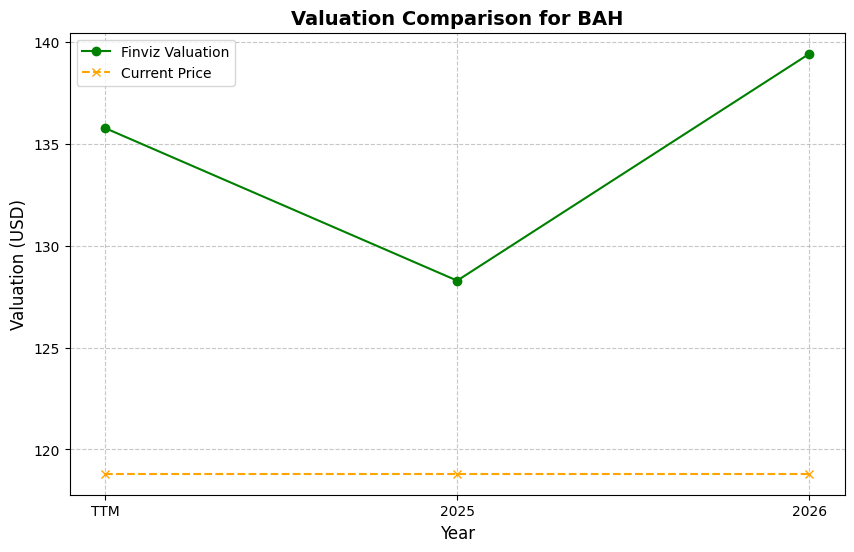 Valuation Comparison for BAH
Finviz Valuation
Current Price
Valuation (USD)
140
135
130
125
120
TTM
2025
2026
Year